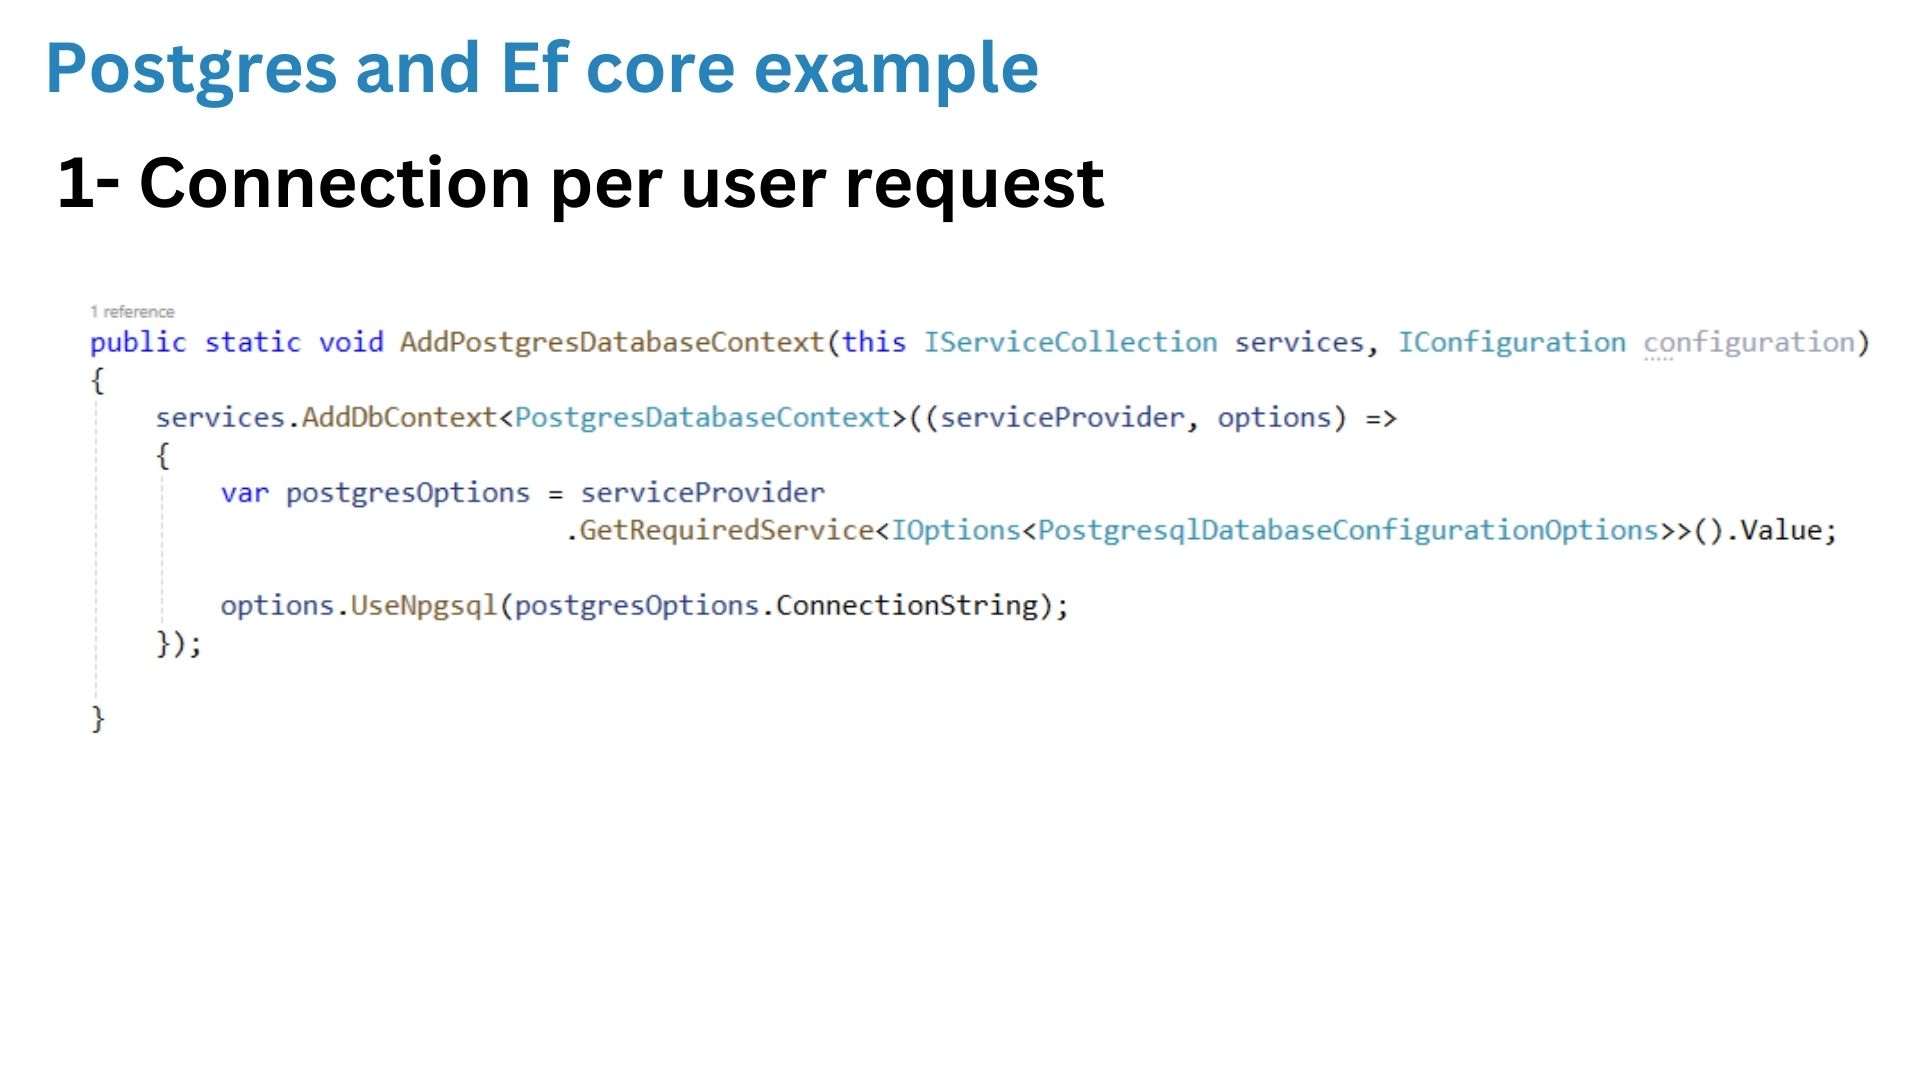 Postgres and Ef core example
1- Connection per user request
1 reference
public static void AddPostgresDatabaseContext(this IServiceCollection services, IConfiguration configuration)
{
    services.AddDbContext<PostgresDatabaseContext>((serviceProvider, options) =>
    {
        var postgresOptions = serviceProvider
                             .GetRequiredService<IOptions<PostgresqlDatabaseConfigurationOptions>>().Value;
        options.UseNpgsql(postgresOptions.ConnectionString);
    });
}